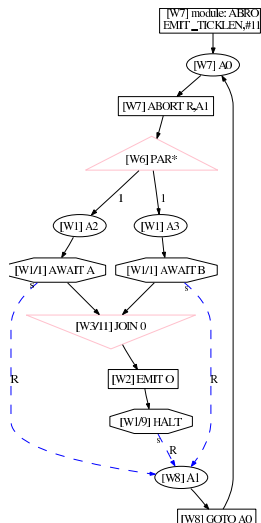 [W7] module: ABRO
EMIT_TICKLEN,#11
[W7] A0
[W7] ABORT R,A1
[W6] PAR*
1 1
[W1] A2 [W1] A3
[W1/1] AWAIT A [W1/1] AWAIT B
s s
[W3/11] JOIN 0
R R
[W2] EMIT O
[W1/9] HALT
s
R
[W8] A1
[W8] GOTO A0